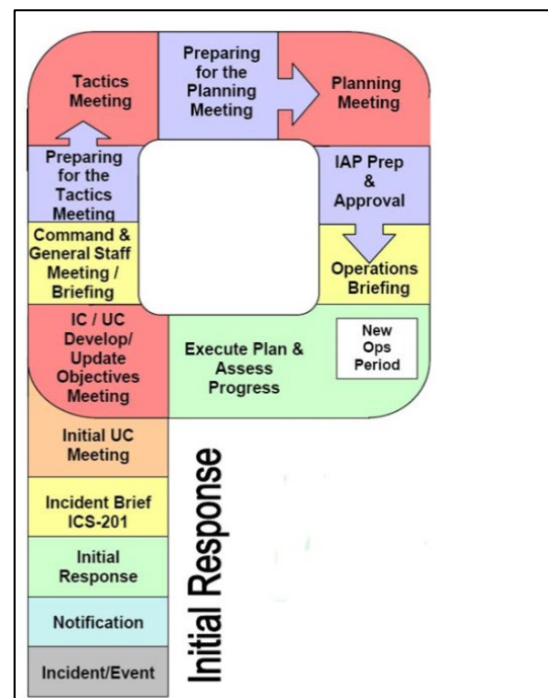 Tactics
Meeting
Preparing
for the
Planning
Meeting
Planning
Meeting
Preparing
for the
Tactics
Meeting
IAP Prep
&
Approval
Command &
General Staff
Meeting /
Briefing
Operations
Briefing
IC / UC
Develop/
Update
Objectives
Meeting
Execute Plan &
Assess
Progress
New
Ops
Period
Initial UC
Meeting
Incident Brief
ICS-201
Initial
Response
Notification
Incident/Event
Initial Response